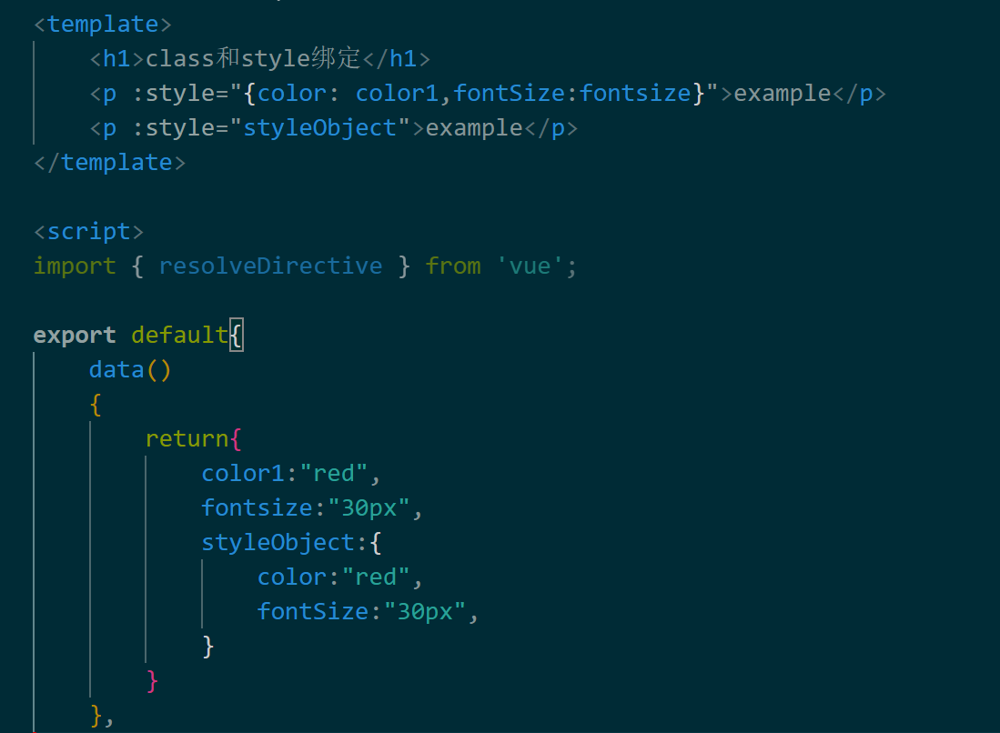 <template>
    <h1>class和style绑定</h1>
    <p :style="{color: color1,fontSize:fontsize}">example</p>
    <p :style="styleObject">example</p>
</template>

<script>
import { resolveDirective } from 'vue';

export default{
    data()
    {
        return{
            color1:"red",
            fontsize:"30px",
            styleObject:{
                color:"red",
                fontSize:"30px",
            }
        }
    },